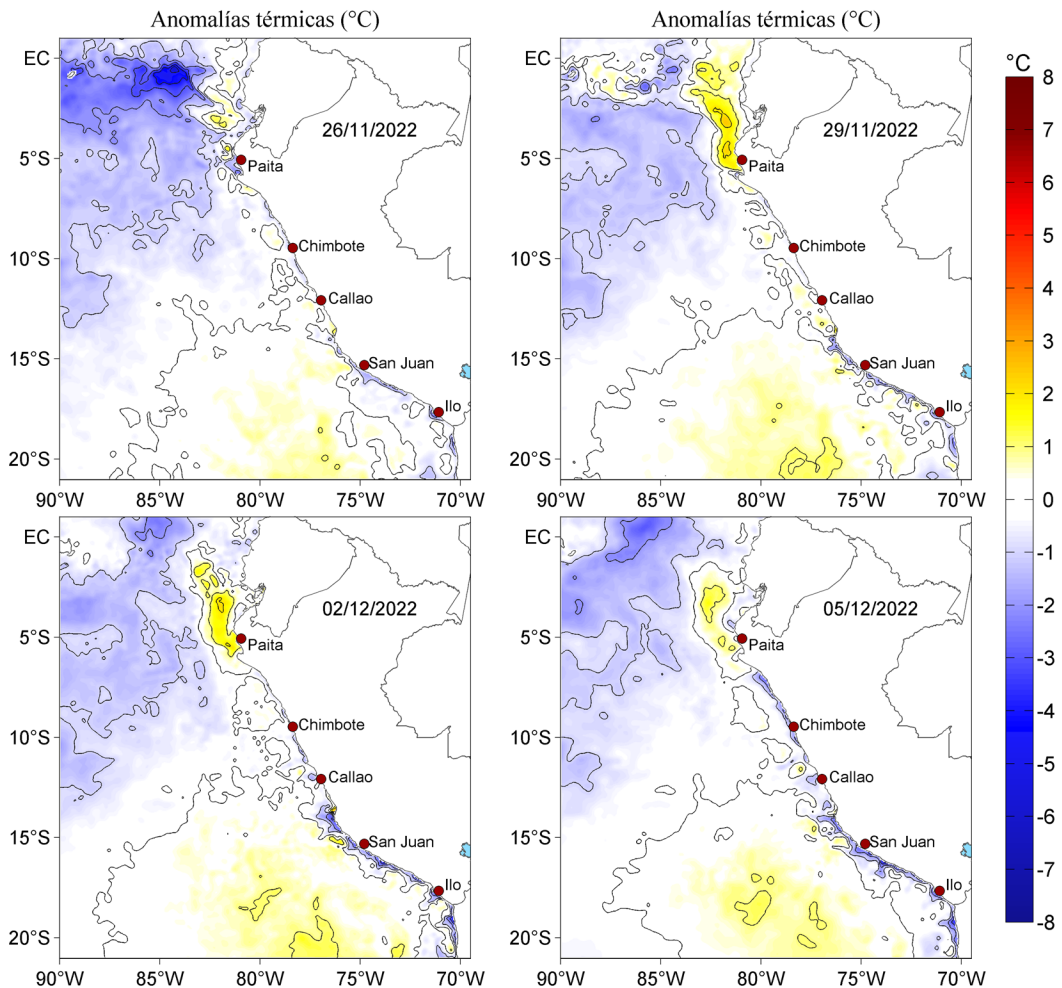 Anomalías térmicas (°C)
Anomalías térmicas (°C)
EC
5°S
10°S
15°S
20°S
90°W
85°W
80°W
75°W
70°W
26/11/2022
Paita
Chimbote
Callao
San Juan
Ilo
EC
5°S
10°S
15°S
20°S
90°W
85°W
80°W
75°W
70°W
29/11/2022
Paita
Chimbote
Callao
San Juan
Ilo
°C
8
7
6
5
4
3
2
1
0
-1
-2
-3
-4
-5
-6
-7
-8
EC
5°S
10°S
15°S
20°S
90°W
85°W
80°W
75°W
70°W
02/12/2022
Paita
Chimbote
Callao
San Juan
Ilo
EC
5°S
10°S
15°S
20°S
90°W
85°W
80°W
75°W
70°W
05/12/2022
Paita
Chimbote
Callao
San Juan
Ilo